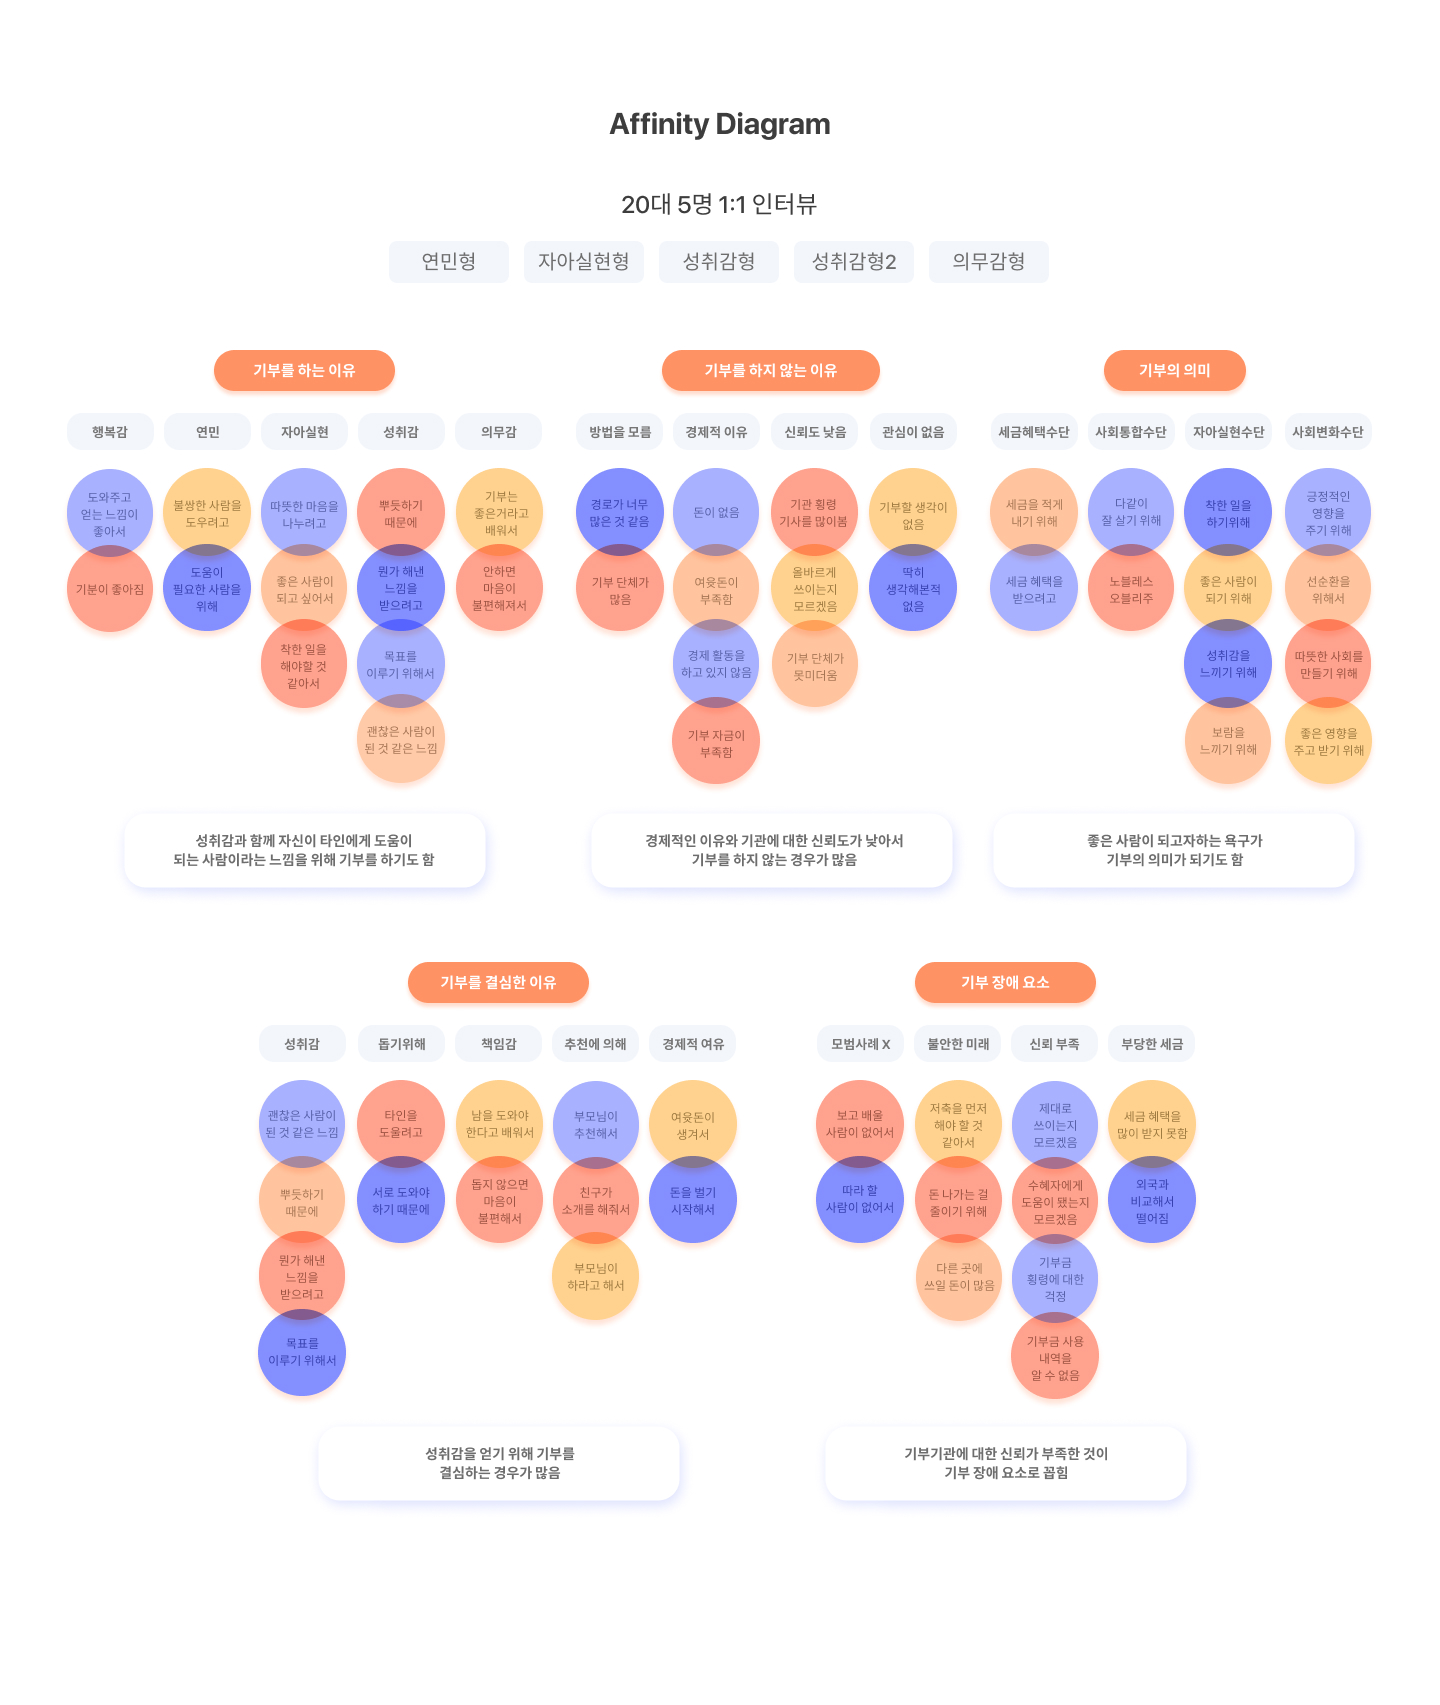 Affinity Diagram
20대 5명 1:1 인터뷰
연민형
자아실현형
성취감형
성취감형2
의무감형
기부를 하는 이유
행복감
연민
자아실현
성취감
의무감
도와주고
얻는 느낌이
좋아서
기분이 좋아짐
불쌍한 사람을
도우려고
도움이
필요한 사람을
위해
따뜻한 마음을
나누려고
좋은 사람이
되고 싶어서
착한 일을
해야할 것
같아서
뿌듯하기
때문에
뭔가 해낸
느낌을
받으려고
목표를
이루기 위해서
괜찮은 사람이
된 것 같은 느낌
기부는
좋은거라고
배워서
안하면
마음이
불편해져서
성취감과 함께 자신이 타인에게 도움이
되는 사람이라는 느낌을 위해 기부를 하기도 함
기부를 하지 않는 이유
방법을 모름
경제적 이유
신뢰도 낮음
관심이 없음
경로가 너무
많은 것 같음
기부 단체가
많음
돈이 없음
여윳돈이
부족함
경제 활동을
하고 있지 않음
기부 자금이
부족함
기관 횡령
기사를 많이봄
올바르게
쓰이는지
모르겠음
기부 단체가
못미더움
기부할 생각이
없음
딱히
생각해본적
없음
경제적인 이유와 기관에 대한 신뢰도가 낮아서
기부를 하지 않는 경우가 많음
기부의 의미
세금혜택수단
사회통합수단
자아실현수단
사회변화수단
세금을 적게
내기 위해
세금 혜택을
받으려고
다같이
잘 살기 위해
노블레스
오블리주
착한 일을
하기위해
좋은 사람이
되기 위해
성취감을
느끼기 위해
보람을
느끼기 위해
긍정적인
영향을
주기 위해
선순환을
위해서
따뜻한 사회를
만들기 위해
좋은 영향을
주고 받기 위해
좋은 사람이 되고자하는 욕구가
기부의 의미가 되기도 함
기부를 결심한 이유
성취감
돕기위해
책임감
추천에 의해
경제적 여유
괜찮은 사람이
된 것 같은 느낌
뿌듯하기
때문에
뭔가 해낸
느낌을
받으려고
목표를
이루기 위해서
타인을
도울려고
서로 도와야
하기 때문에
남을 도와야
한다고 배워서
돕지 않으면
마음이
불편해서
부모님이
추천해서
친구가
소개를 해줘서
부모님이
하라고 해서
여윳돈이
생겨서
돈을 벌기
시작해서
성취감을 얻기 위해 기부를
결심하는 경우가 많음
기부 장애 요소
모범사례 X
불안한 미래
신뢰 부족
부당한 세금
보고 배울
사람이 없어서
따라 할
사람이 없어서
저축을 먼저
해야 할 것
같아서
돈 나가는 걸
줄이기 위해
다른 곳에
쓰일 돈이 많음
제대로
쓰이는지
모르겠음
수혜자에게
도움이 됐는지
모르겠음
기부금
횡령에 대한
걱정
기부금 사용
내역을
알 수 없음
세금 혜택을
많이 받지 못함
외국과
비교해서
떨어짐
기부기관에 대한 신뢰가 부족한 것이
기부 장애 요소로 꼽힘